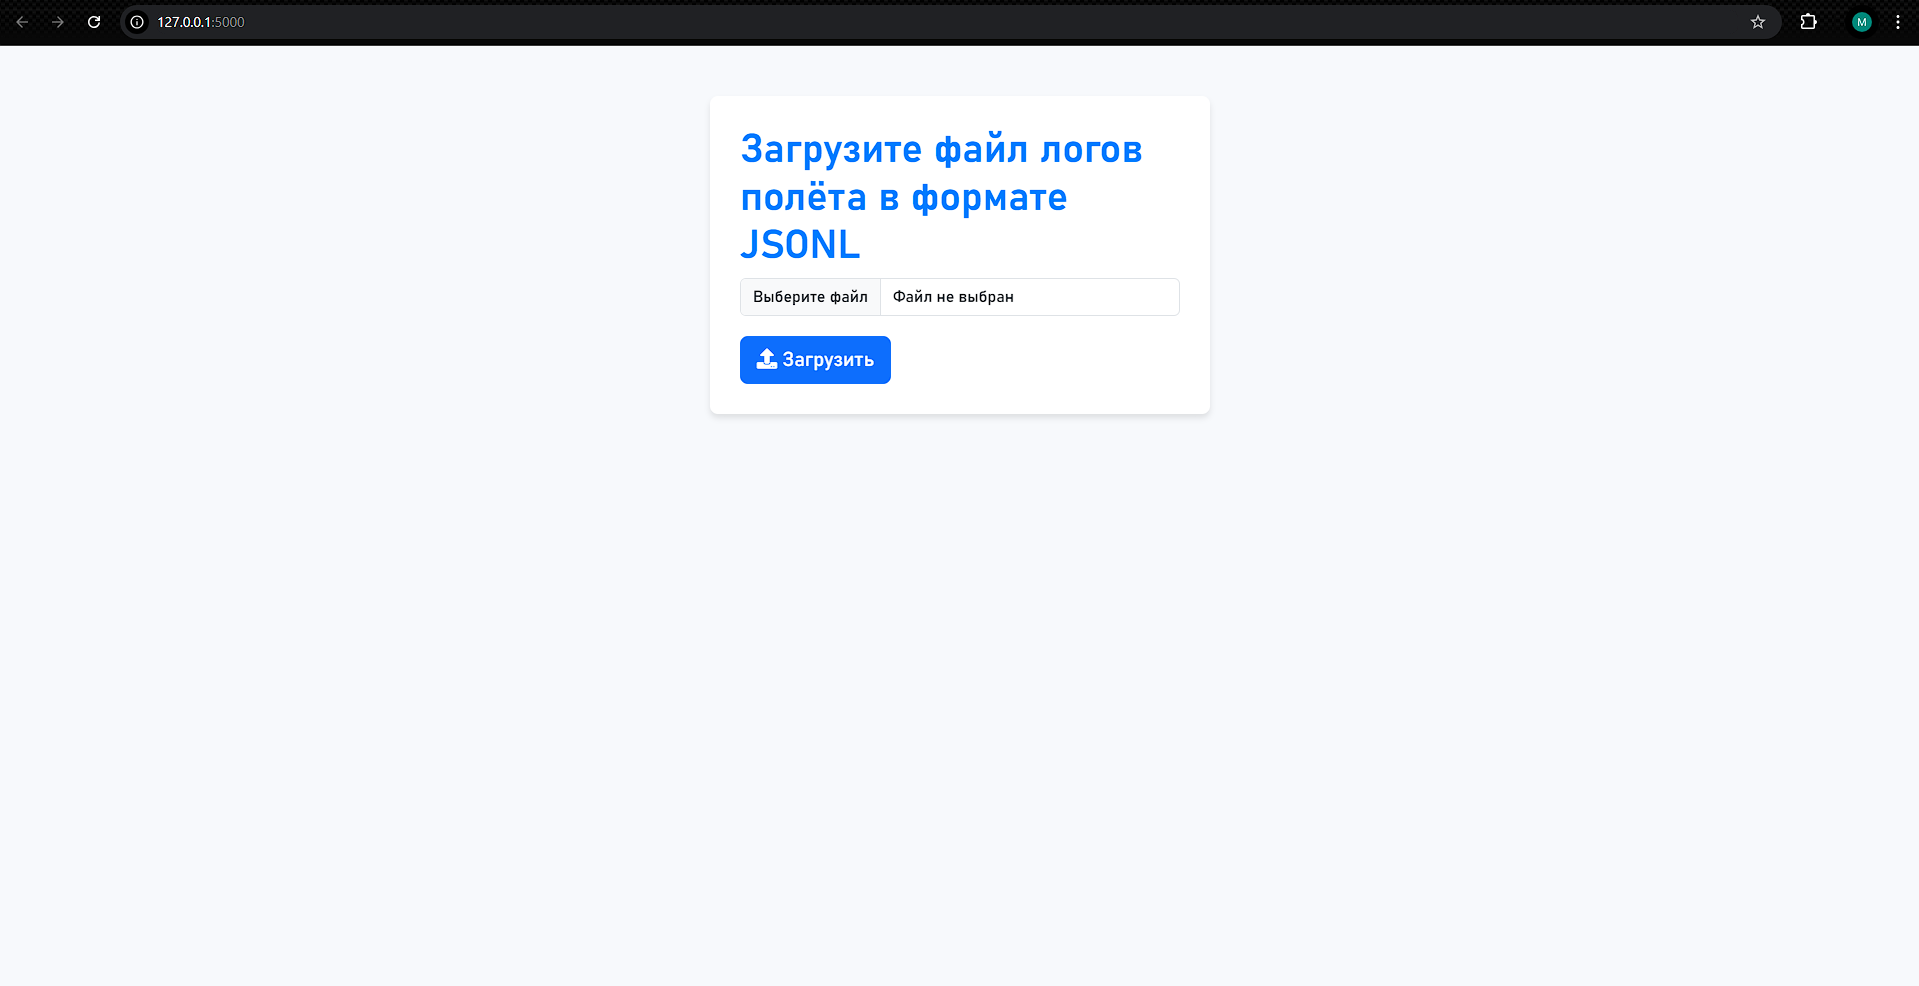 127.0.0.1:5000
M
Загрузите файл логов
полёта в формате
JSONL
Выберите файл Файл не выбран
Загрузить